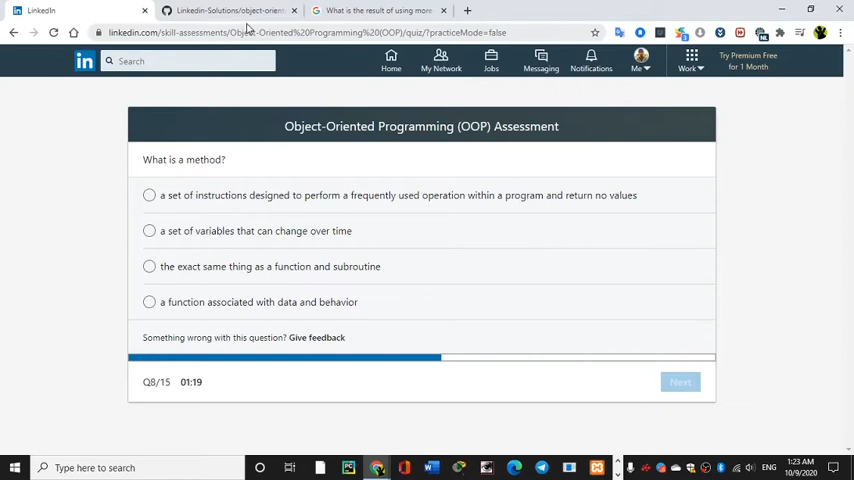 LinkedIn
Linkedin-Solutions/object-orient
What is the result of using more
linkedin.com/skill-assessments/Object-Oriented%20Programming%20(OOP)/quiz/?practiceMode=false
in
Search
Home
My Network
Jobs
Messaging
Notifications
Me
Work
Try Premium Free
for 1 Month
Object-Oriented Programming (OOP) Assessment
What is a method?
a set of instructions designed to perform a frequently used operation within a program and return no values
a set of variables that can change over time
the exact same thing as a function and subroutine
a function associated with data and behavior
Something wrong with this question? Give feedback
Q8/15 01:19
Next
Type here to search
ENG
1:23 AM
10/9/2020